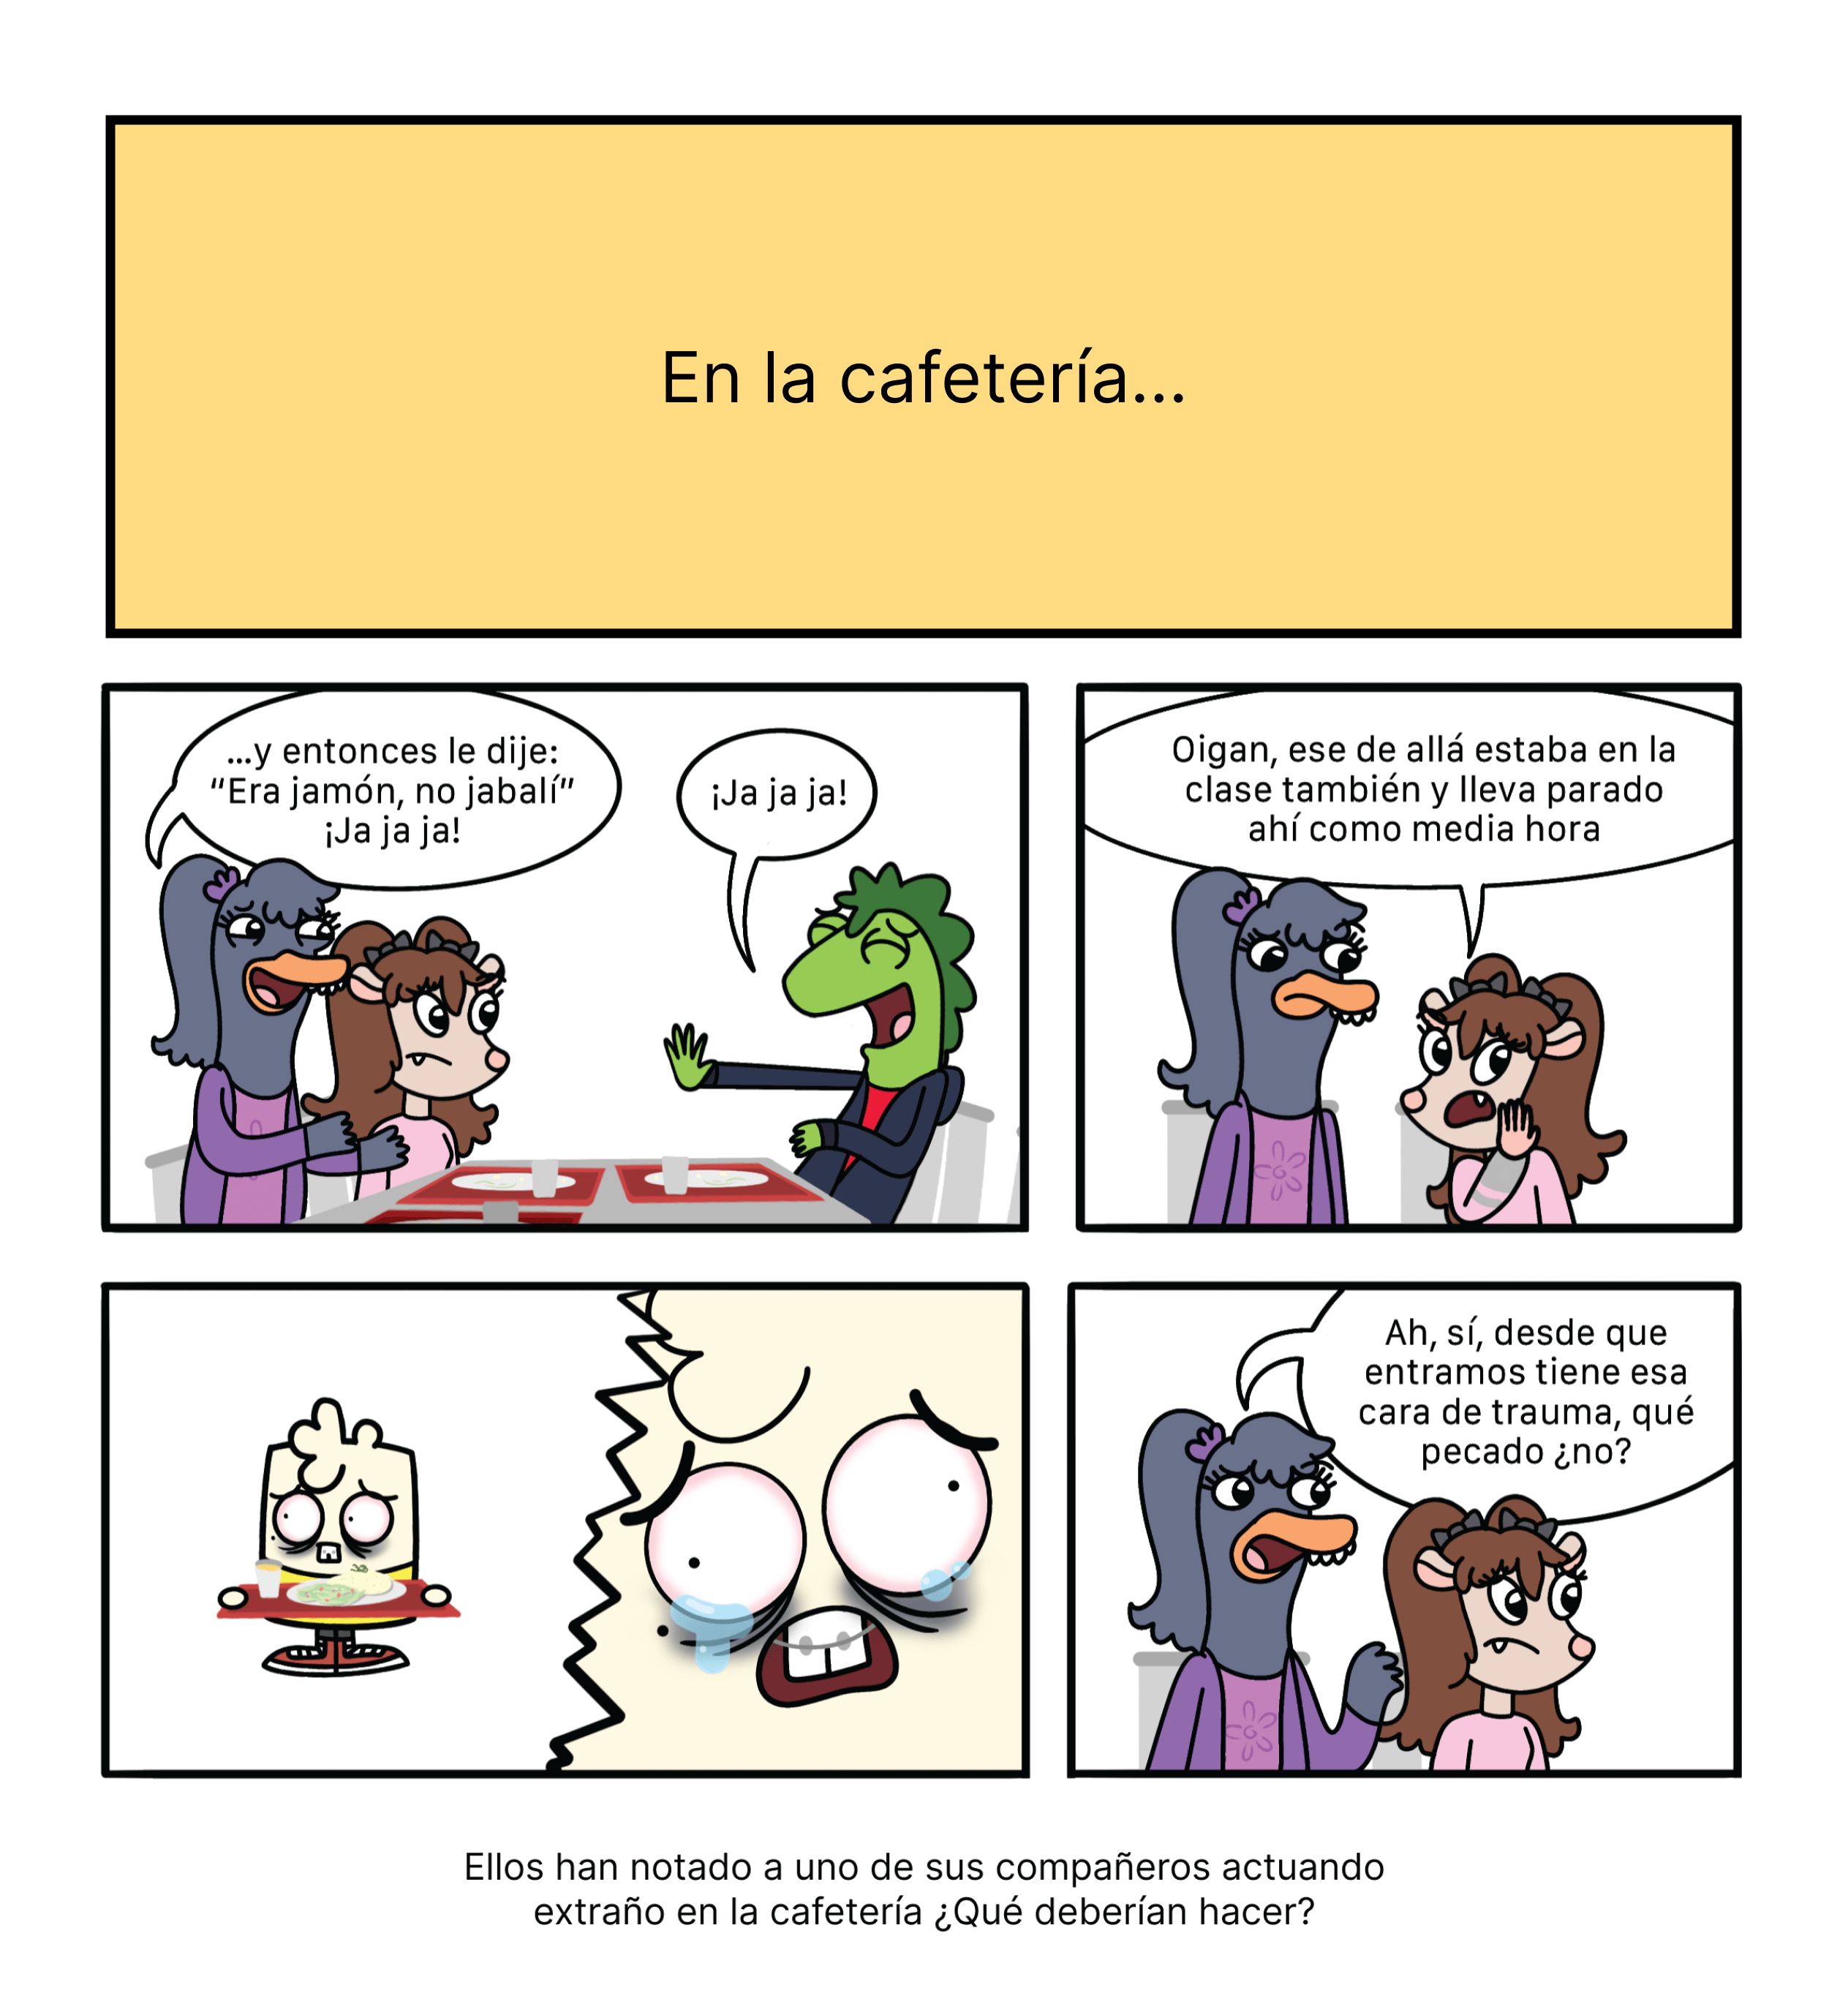 En la cafetería...
...y entonces le dije:
“Era jamón, no jabalí”
¡Ja ja ja!
¡Ja ja ja!
Oigan, ese de allá estaba en la
clase también y lleva parado
ahí como media hora
Ah, sí, desde que
entramos tiene esa
cara de trauma, qué
pecado ¿no?
Ellos han notado a uno de sus compañeros actuando
extraño en la cafetería ¿Qué deberían hacer?